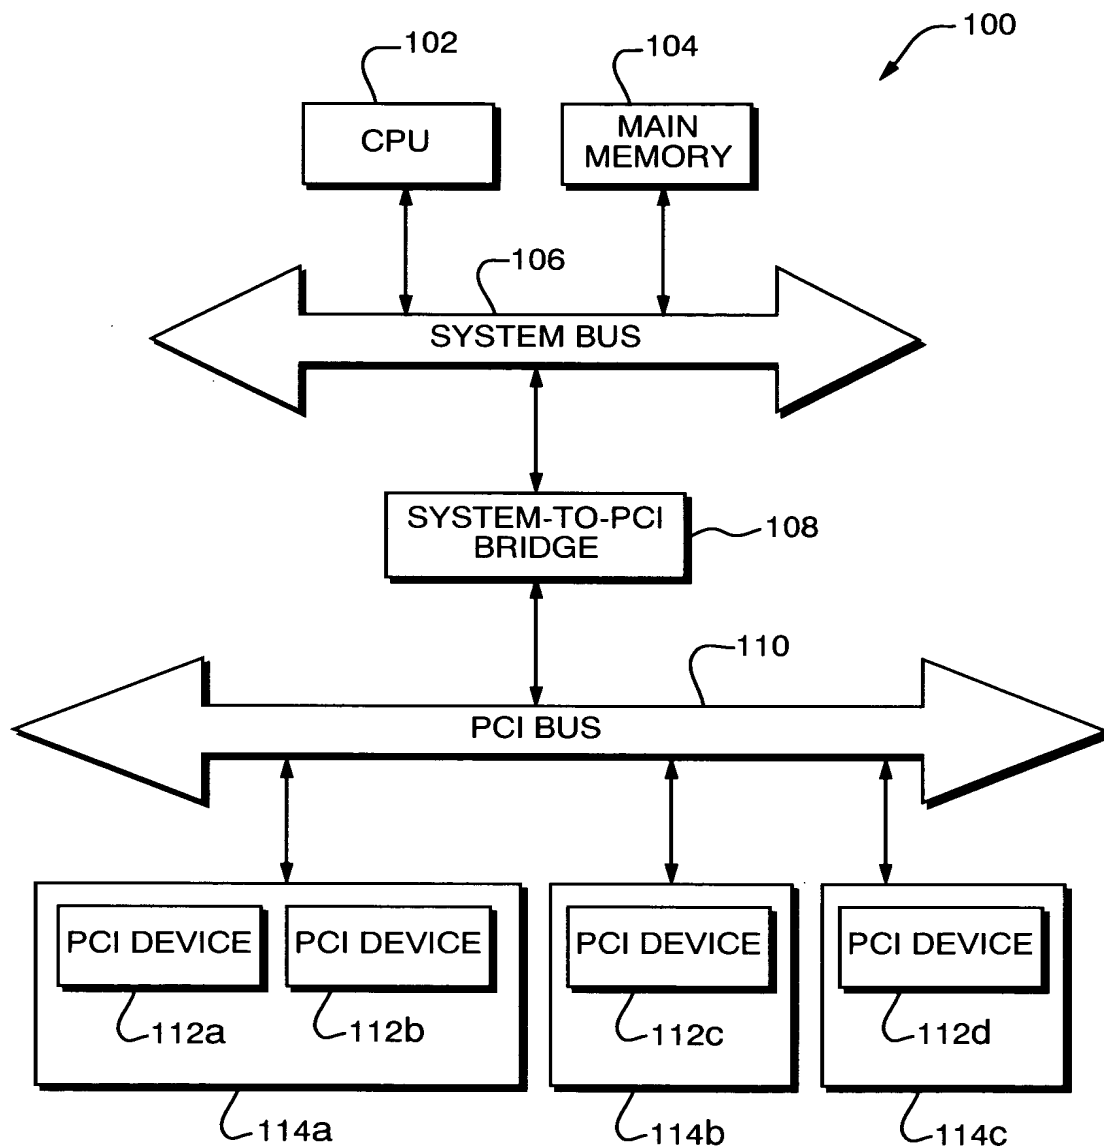 100
102
104
CPU
MAIN
MEMORY
106
SYSTEM BUS
SYSTEM-TO-PCI
BRIDGE
108
110
PCI BUS
PCI DEVICE
PCI DEVICE
PCI DEVICE
PCI DEVICE
112a
112b
112c
112d
114a
114b
114c